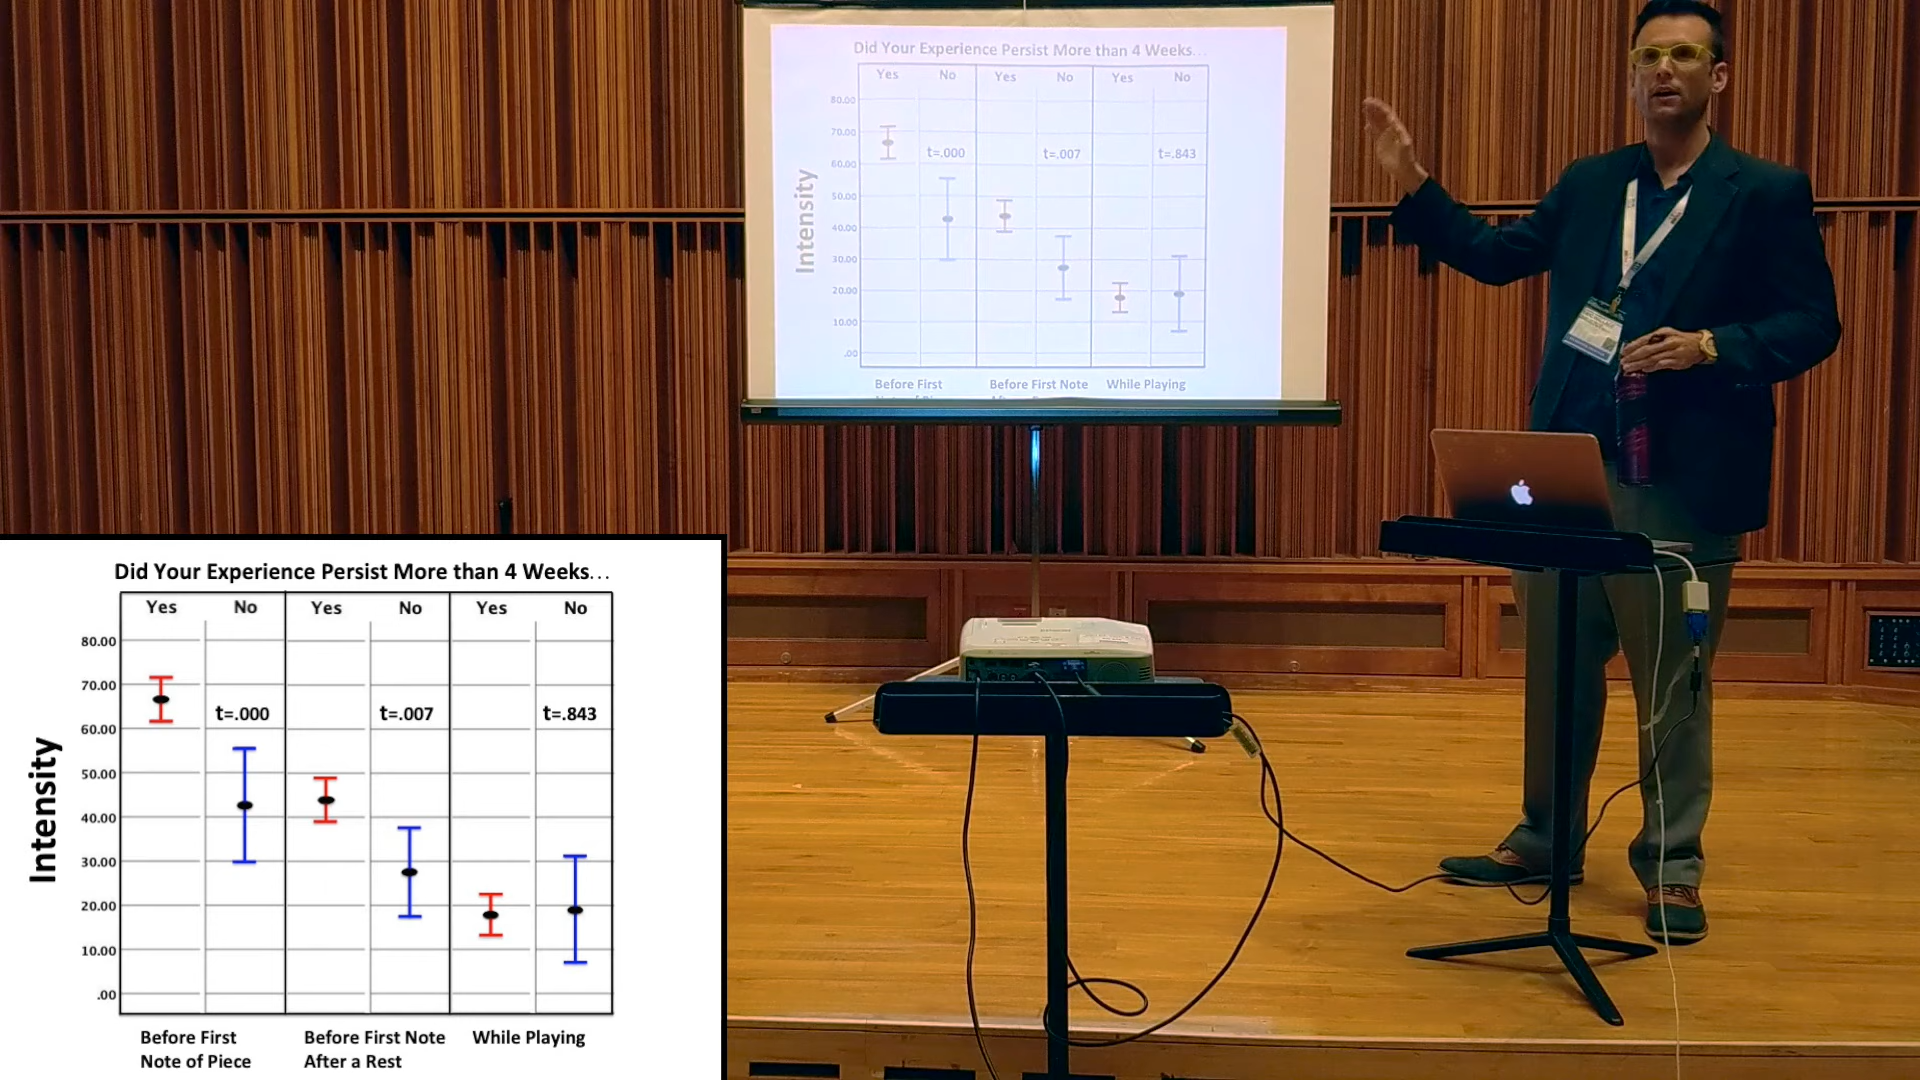 Did Your Experience Persist More than 4 Weeks...
Yes No Yes No Yes No
80.00
70.00
t=.000 t=.007 t=.843
60.00
50.00
40.00
30.00
20.00
10.00
.00
Intensity
Before First Before First Note While Playing
Did Your Experience Persist More than 4 Weeks...
Yes No Yes No Yes No
80.00
70.00
t=.000 t=.007 t=.843
60.00
50.00
40.00
30.00
20.00
10.00
.00
Intensity
Before First Before First Note While Playing
Note of Piece After a Rest